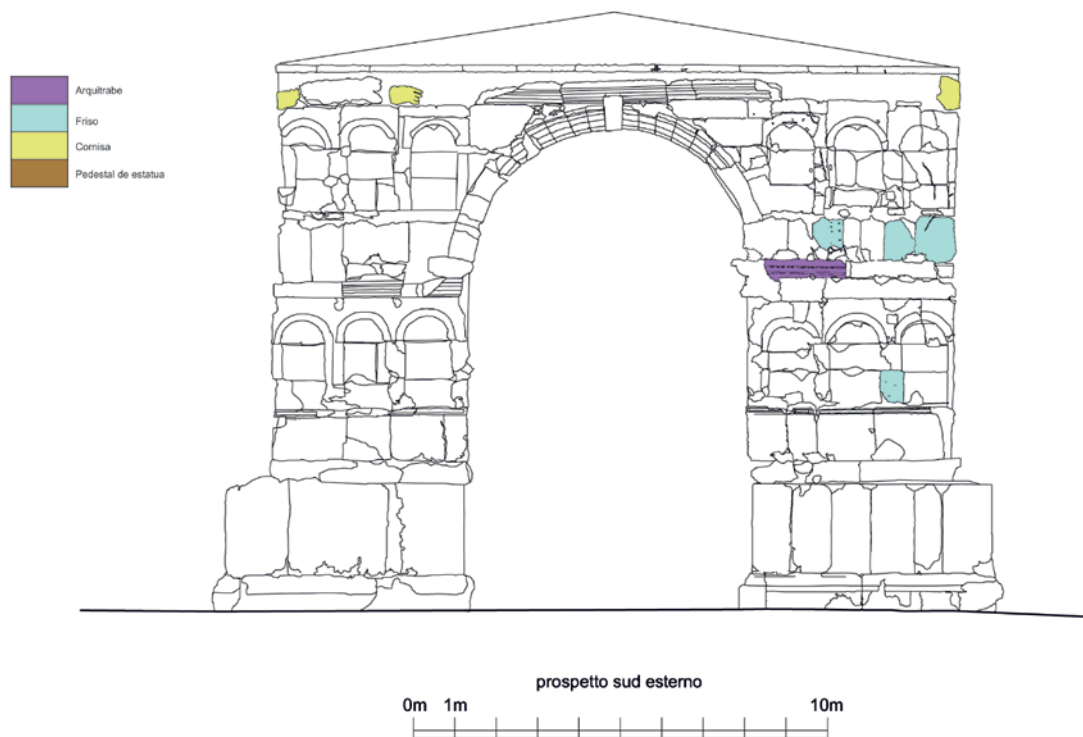 Arquitrabe
Friso
Cornisa
Pedestal de estatua
prospetto sud esterno
0m 1m 10m